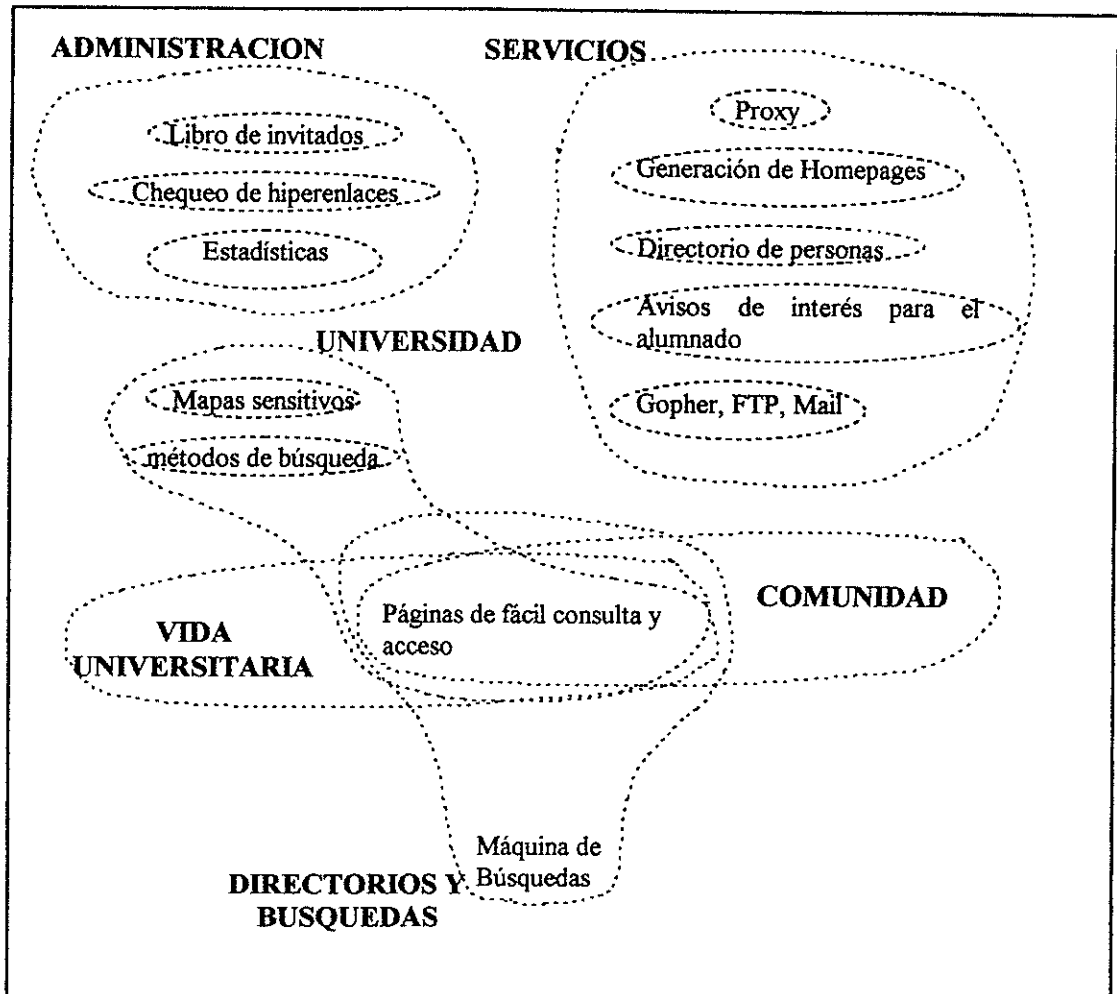 ADMINISTRACION
Libro de invitados
Chequeo de hiperenlaces
Estadísticas
SERVICIOS
Proxy
Generación de Homepages
Directorio de personas
Avisos de interés para el
alumnado
Gopher, FTP, Mail
UNIVERSIDAD
Mapas sensitivos
métodos de búsqueda
Páginas de fácil consulta y
acceso
VIDA
UNIVERSITARIA
COMUNIDAD
Máquina de
Búsquedas
DIRECTORIOS Y
BUSQUEDAS